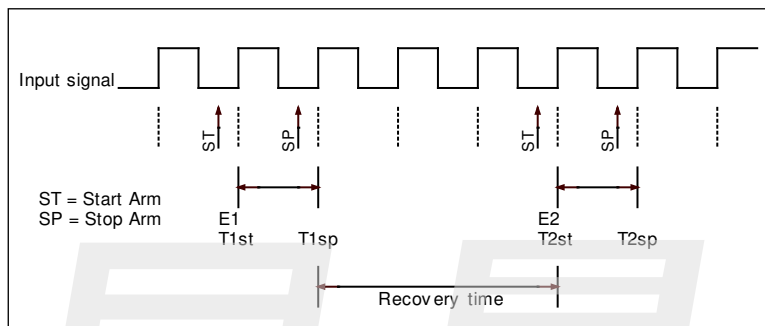 Input signal
ST SP ST SP
ST = Start Arm
SP = Stop Arm
E1 E2
T1st T1sp T2st T2sp
Recovery time